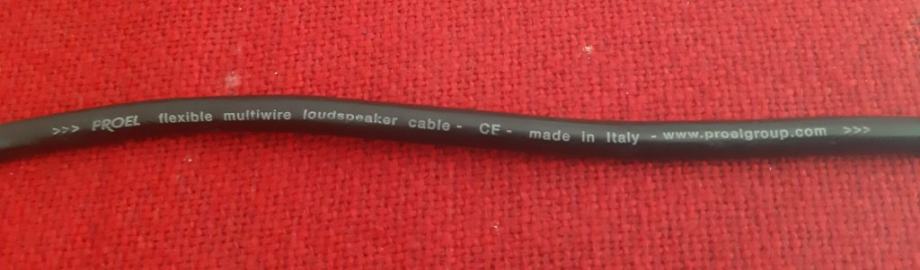 >>> PROEL flexible multiwire loudspeaker cable - CE - made in Italy - www.proelgroup.com >>>